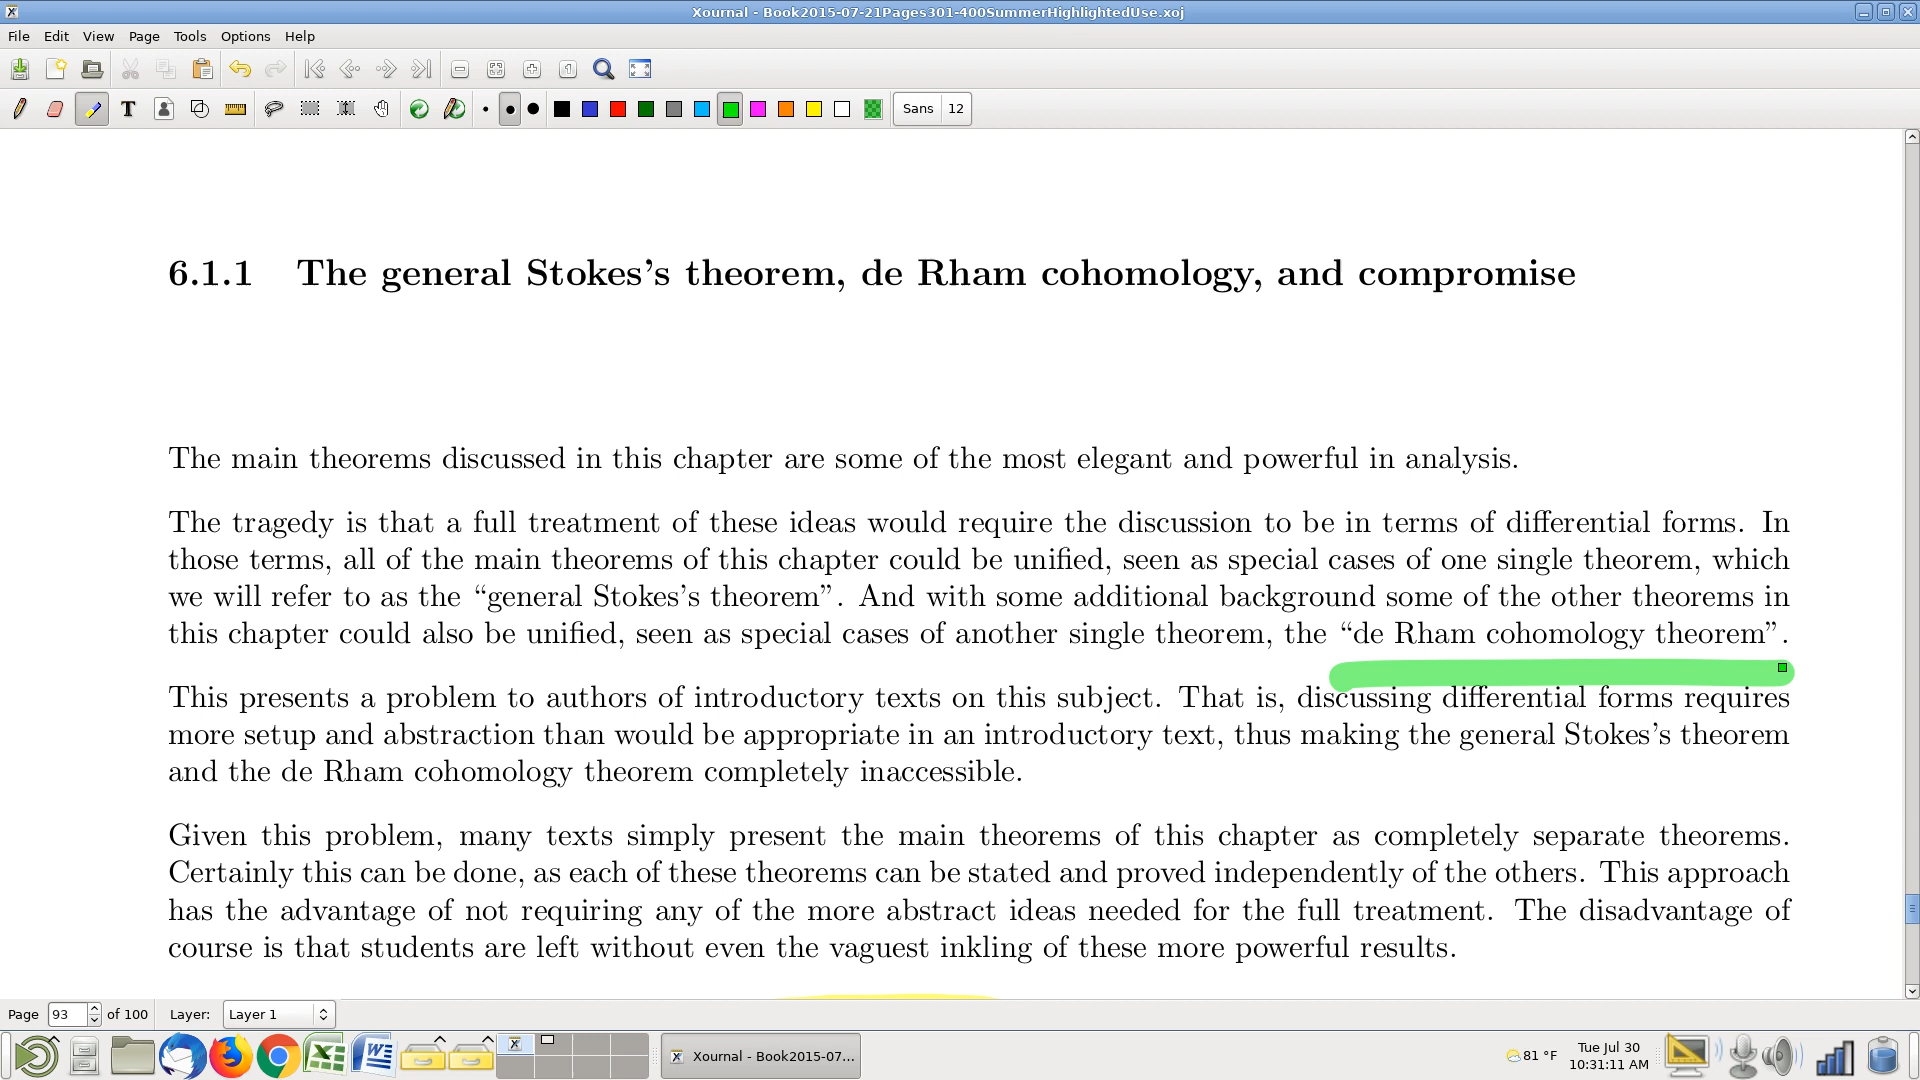 Xournal - Book2015-07-21Pages301-400SummerHighlightedUse.xoj
File Edit View Page Tools Options Help
Sans 12
6.1.1 The general Stokes's theorem, de Rham cohomology, and compromise
The main theorems discussed in this chapter are some of the most elegant and powerful in analysis.
The tragedy is that a full treatment of these ideas would require the discussion to be in terms of differential forms. In
those terms, all of the main theorems of this chapter could be unified, seen as special cases of one single theorem, which
we will refer to as the “general Stokes's theorem”. And with some additional background some of the other theorems in
this chapter could also be unified, seen as special cases of another single theorem, the “de Rham cohomology theorem”.
This presents a problem to authors of introductory texts on this subject. That is, discussing differential forms requires
more setup and abstraction than would be appropriate in an introductory text, thus making the general Stokes's theorem
and the de Rham cohomology theorem completely inaccessible.
Given this problem, many texts simply present the main theorems of this chapter as completely separate theorems.
Certainly this can be done, as each of these theorems can be stated and proved independently of the others. This approach
has the advantage of not requiring any of the more abstract ideas needed for the full treatment. The disadvantage of
course is that students are left without even the vaguest inkling of these more powerful results.
Page 93 of 100 Layer: Layer 1
Xournal - Book2015-07...
81 °F
Tue Jul 30
10:31:11 AM